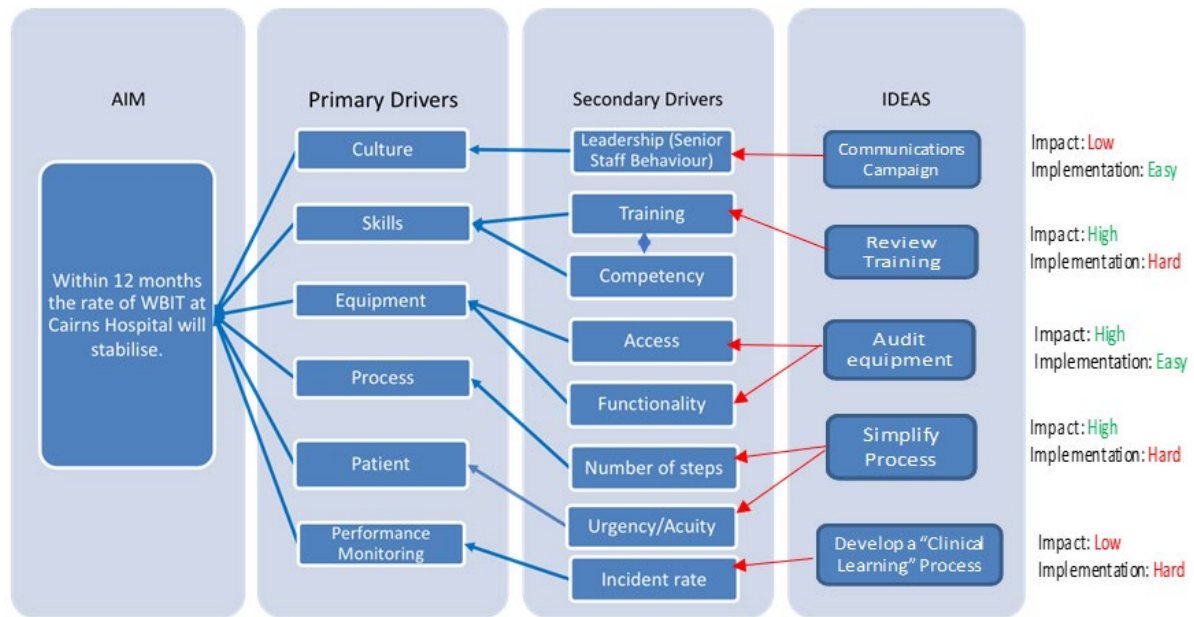 AIM
Within 12 months
the rate of WBIT at
Cairns Hospital will
stabilise.
Primary Drivers
Culture
Skills
Equipment
Process
Patient
Performance
Monitoring
Secondary Drivers
Leadership (Senior
Staff Behaviour)
Training
Competency
Access
Functionality
Number of steps
Urgency/Acuity
Incident rate
IDEAS
Communications
Campaign
Review
Training
Audit
equipment
Simplify
Process
Develop a “Clinical
Learning” Process
Impact: Low
Implementation: Easy
Impact: High
Implementation: Hard
Impact: High
Implementation: Easy
Impact: High
Implementation: Hard
Impact: Low
Implementation: Hard